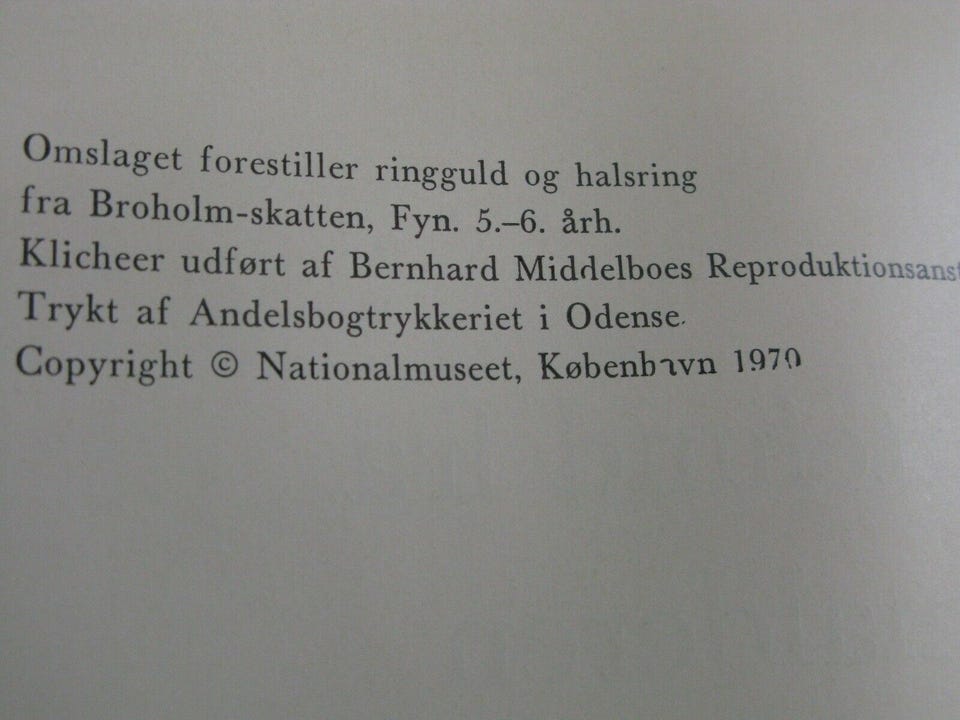 Omslaget forestiller ringguld og halsring
fra Broholm-skatten, Fyn. 5.–6. årh.
Klicheer udført af Bernhard Middelboes
Trykt af Andelsbogtrykkeriet i Odense.
Copyright © Nationalmuseet, København 1970